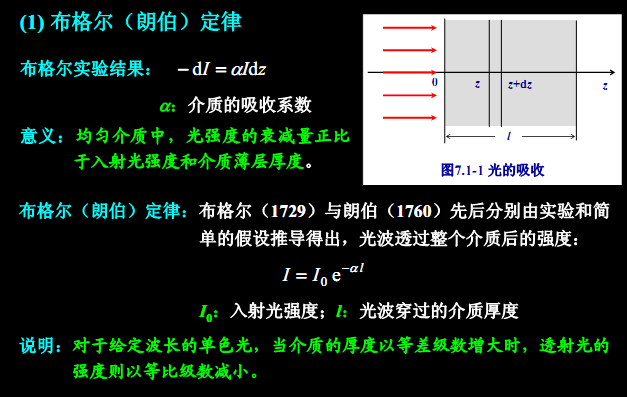 (1) 布格尔（朗伯）定律
布格尔实验结果： −dI = αIdz
α：介质的吸收系数
意义：均匀介质中，光强度的衰减量正比
于入射光强度和介质薄层厚度。
0 z z+dz z
l
图7.1-1 光的吸收
布格尔（朗伯）定律：布格尔（1729）与朗伯（1760）先后分别由实验和简
单的假设推导得出，光波透过整个介质后的强度：
I = I₀ e^{−αl}
I₀：入射光强度；l：光波穿过的介质厚度
说明：对于给定波长的单色光，当介质的厚度以等差级数增大时，透射光的
强度则以等比级数减小。